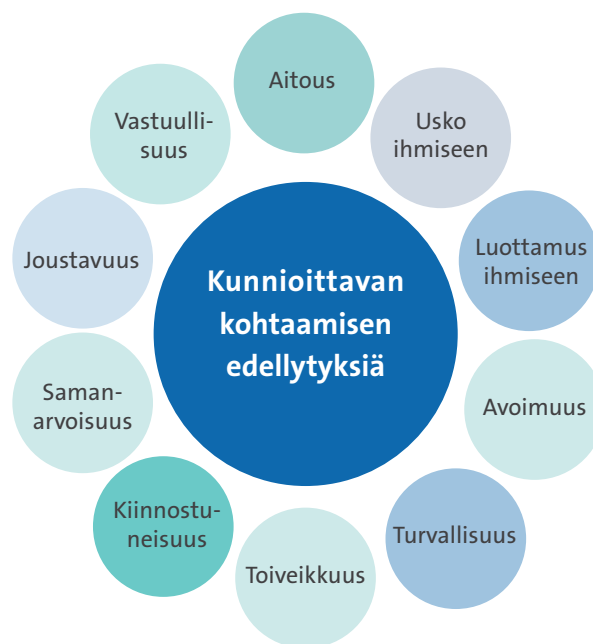 Aitous
Usko
ihmiseen
Luottamus
ihmiseen
Avoimuus
Turvallisuus
Toiveikkuus
Kiinnostu-
neisuus
Saman-
arvoisuus
Joustavuus
Vastuulli-
suus
Kunnioittavan
kohtaamisen
edellytyksiä